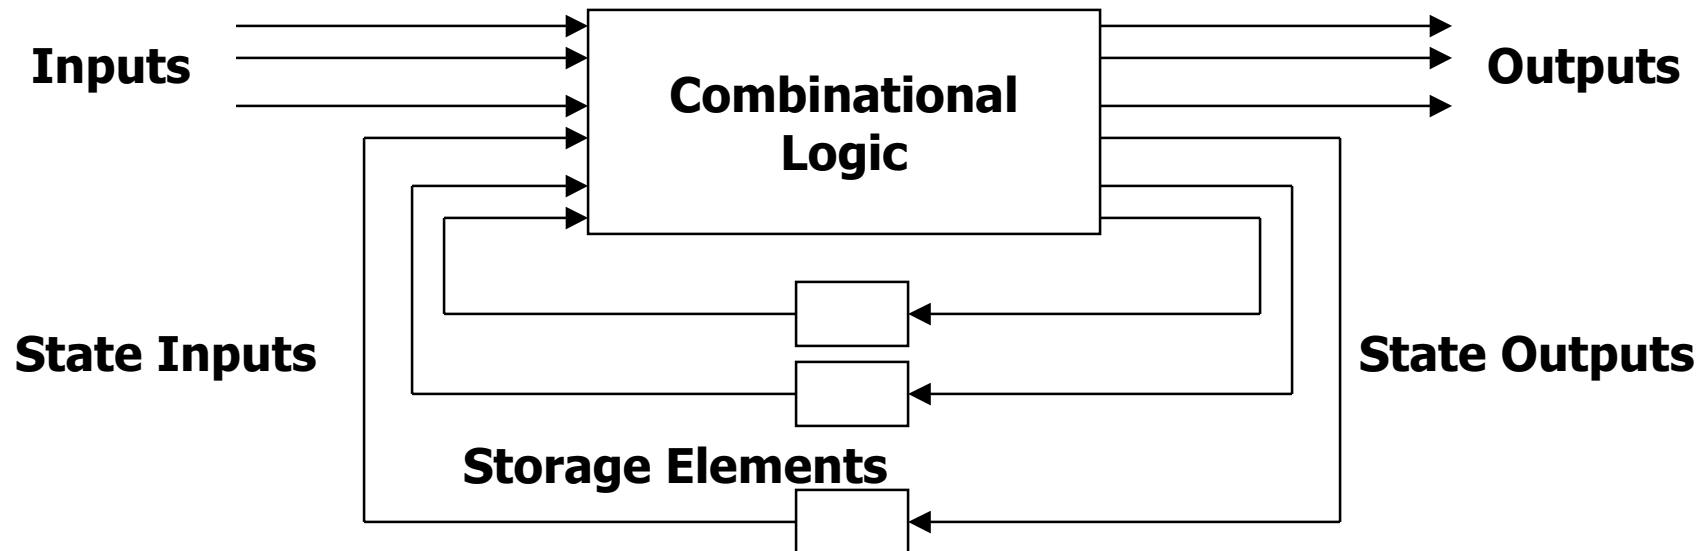 Inputs
Combinational
Logic
Outputs
State Inputs
State Outputs
Storage Elements